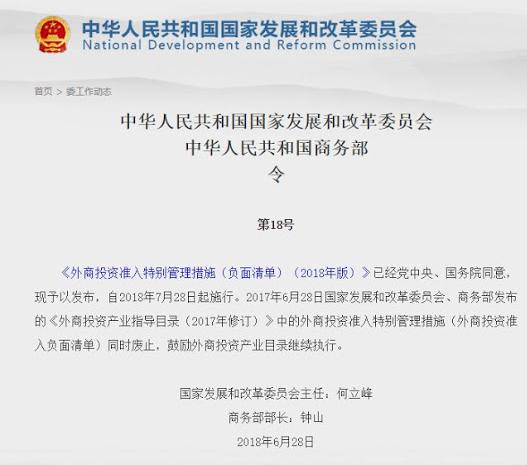 中华人民共和国国家发展和改革委员会
National Development and Reform Commission
首页 > 委工作动态
中华人民共和国国家发展和改革委员会
中华人民共和国商务部
令
第18号
《外商投资准入特别管理措施（负面清单）（2018年版）》已经党中央、国务院同意，
现予以发布，自2018年7月28日起施行。2017年6月28日国家发展和改革委员会、商务部发布
的《外商投资产业指导目录（2017年修订）》中的外商投资准入特别管理措施（外商投资准
入负面清单）同时废止，鼓励外商投资产业目录继续执行。
国家发展和改革委员会主任：何立峰
商务部部长：钟山
2018年6月28日